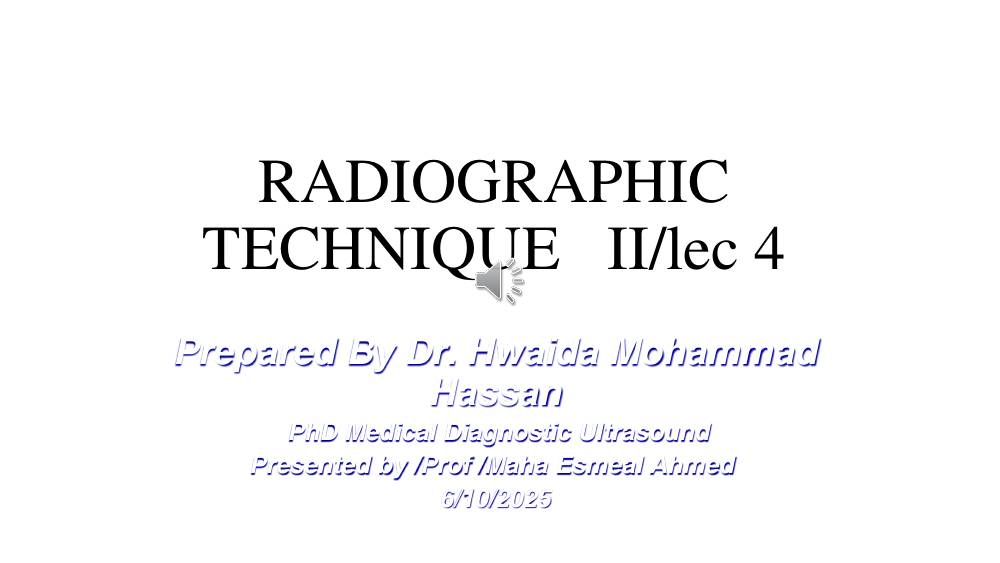 RADIOGRAPHIC
TECHNIQUE II/lec 4
Prepared By Dr. Hwaida Mohammad
Hassan
PhD Medical Diagnostic Ultrasound
Presented by /Prof /Maha Esmeal Ahmed
6/10/2025